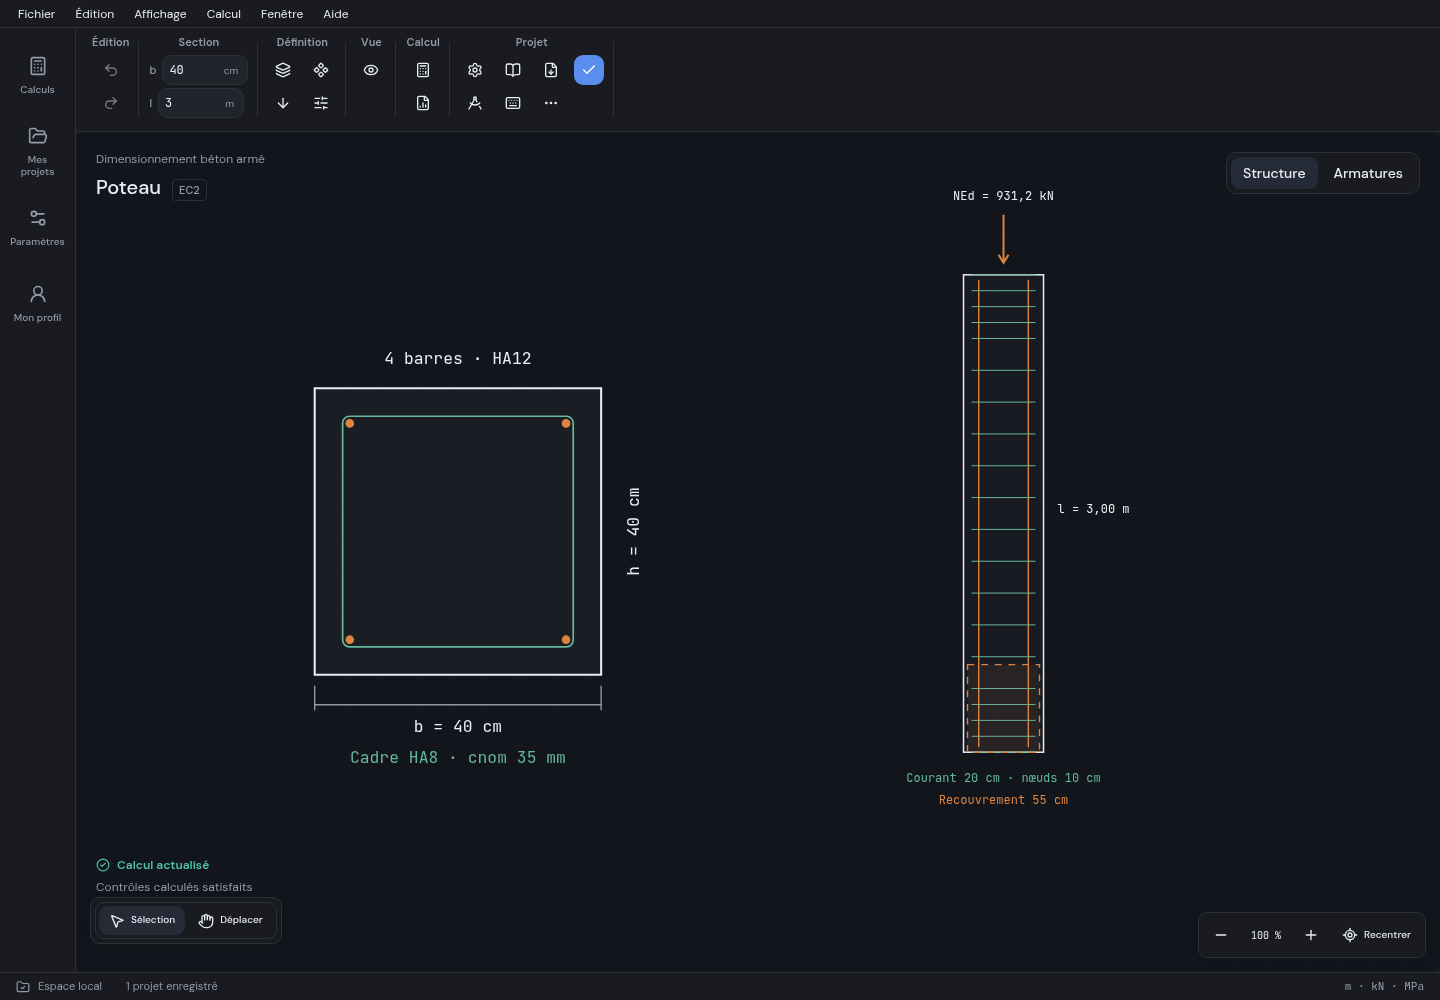 Fichier Édition Affichage Calcul Fenêtre Aide
Édition Section Définition Vue Calcul Projet
b 40 cm
l 3 m
Calculs
Mes
projets
Paramètres
Mon profil
Dimensionnement béton armé
Poteau EC2
Structure Armatures
NEd = 931,2 kN
4 barres · HA12
h = 40 cm
l = 3,00 m
b = 40 cm
Cadre HA8 · cnom 35 mm
Courant 20 cm · nœuds 10 cm
Recouvrement 55 cm
Calcul actualisé
Contrôles calculés satisfaits
Sélection Déplacer
100 % Recentrer
Espace local 1 projet enregistré
m · kN · MPa